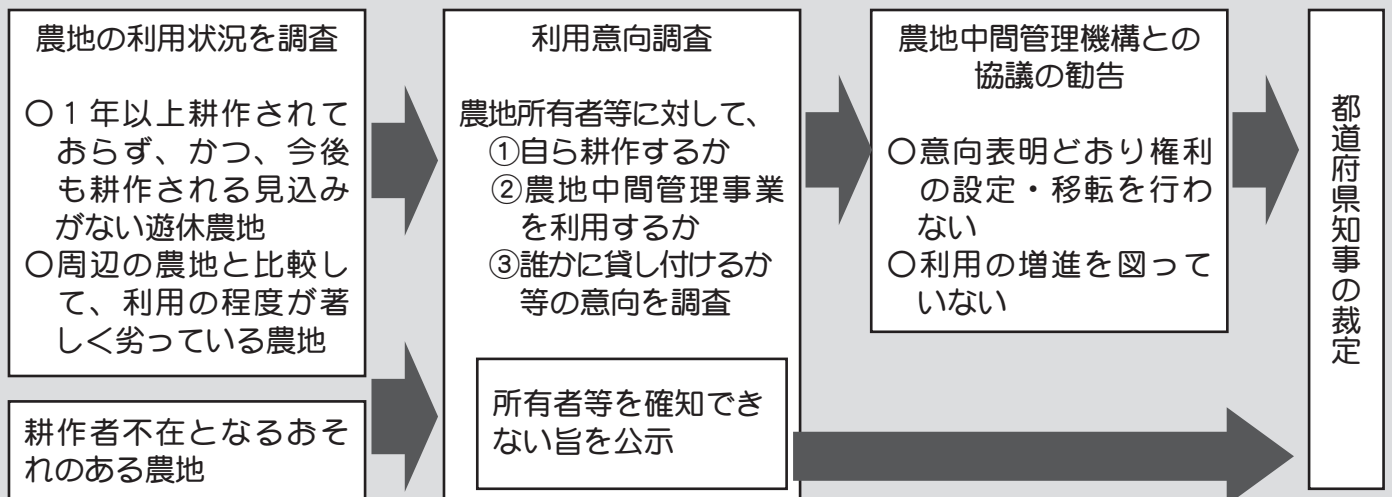 農地の利用状況を調査
○１年以上耕作されて
おらず、かつ、今後
も耕作される見込み
がない遊休農地
○周辺の農地と比較し
て、利用の程度が著
しく劣っている農地
耕作者不在となるおそ
れのある農地
利用意向調査
農地所有者等に対して、
①自ら耕作するか
②農地中間管理事業
を利用するか
③誰かに貸し付けるか
等の意向を調査
所有者等を確知でき
ない旨を公示
農地中間管理機構との
協議の勧告
○意向表明どおり権利
の設定・移転を行わ
ない
○利用の増進を図って
いない
都道府県知事の裁定